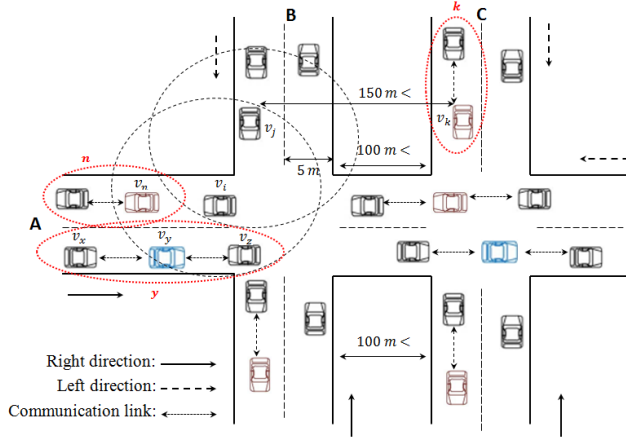 B
k
C
150 m <
v_j
v_k
100 m <
5 m
n
v_n
v_i
A
v_x
v_y
v_z
y
100 m <
Right direction:
Left direction:
Communication link: